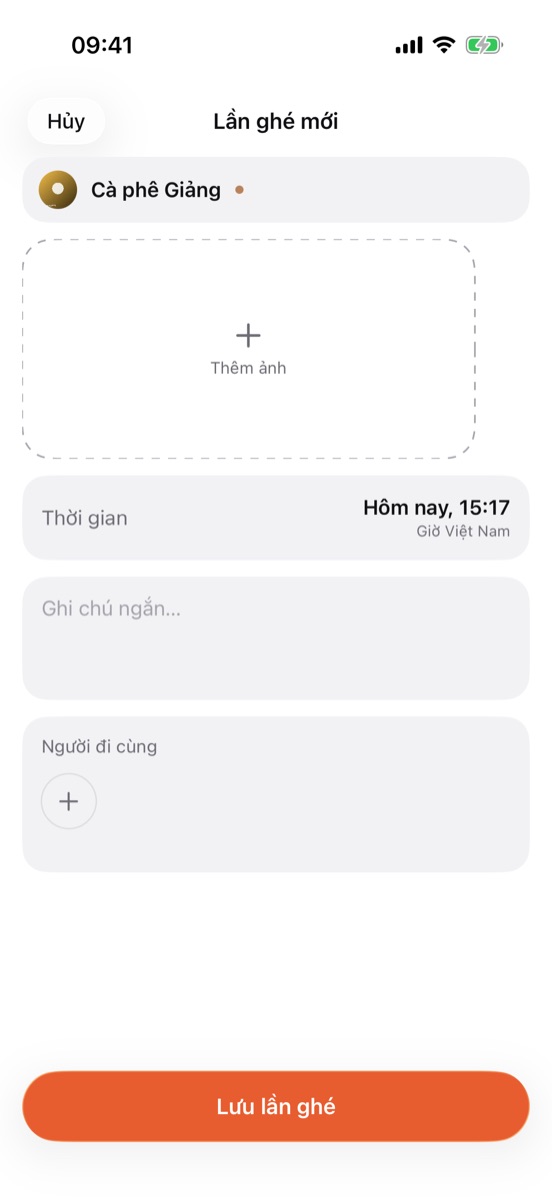 09:41
Hủy
Lần ghé mới
Cà phê Giảng
Thêm ảnh
Thời gian
Hôm nay, 15:17
Giờ Việt Nam
Ghi chú ngắn...
Người đi cùng
Lưu lần ghé